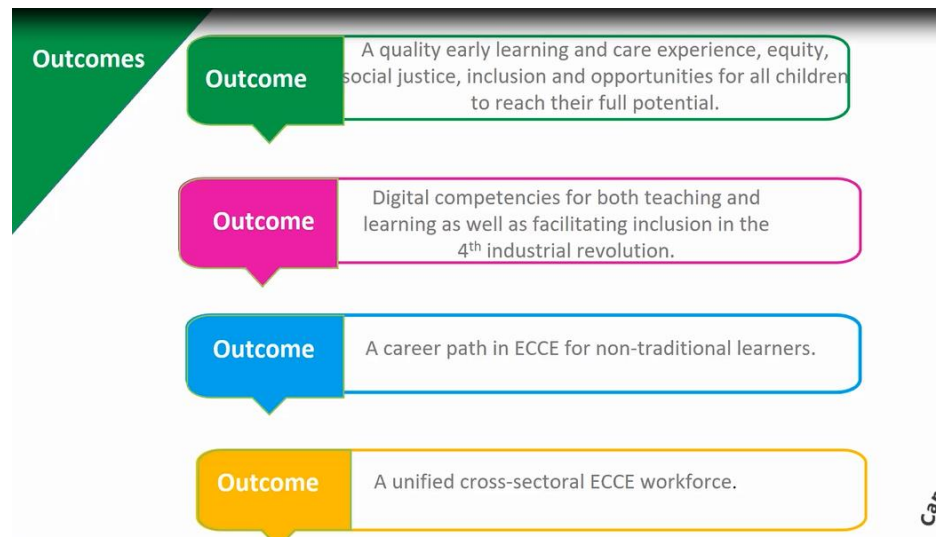 Outcomes
Outcome
A quality early learning and care experience, equity,
social justice, inclusion and opportunities for all children
to reach their full potential.
Outcome
Digital competencies for both teaching and
learning as well as facilitating inclusion in the
4th industrial revolution.
Outcome
A career path in ECCE for non-traditional learners.
Outcome
A unified cross-sectoral ECCE workforce.